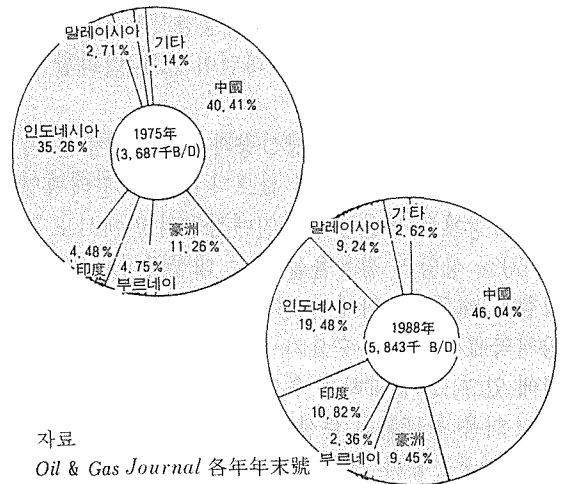 말레이시아
2,71%
기타
1,14%
中國
40,41%
인도네시아
35,26%
1975年
(3,687千B/D)
4,48%
印度
4,75%
부르네이
豪洲
11,26%
말레이시아
9,24%
기타
2,62%
中國
46,04%
인도네시아
19,48%
1988年
(5,843千 B/D)
印度
10,82%
2,36%
부르네이
豪洲
9,45%
자료
Oil & Gas Journal 各年年末號